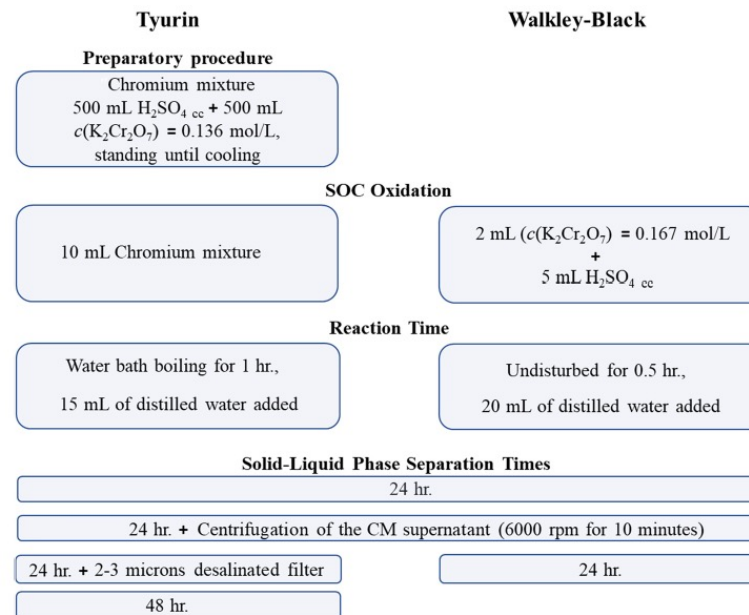 Tyurin
Walkley-Black
Preparatory procedure
Chromium mixture
500 mL H₂SO₄ cc + 500 mL
c(K₂Cr₂O₇) = 0.136 mol/L,
standing until cooling
SOC Oxidation
10 mL Chromium mixture
2 mL (c(K₂Cr₂O₇) = 0.167 mol/L
+
5 mL H₂SO₄ cc
Reaction Time
Water bath boiling for 1 hr.,
15 mL of distilled water added
Undisturbed for 0.5 hr.,
20 mL of distilled water added
Solid-Liquid Phase Separation Times
24 hr.
24 hr. + Centrifugation of the CM supernatant (6000 rpm for 10 minutes)
24 hr. + 2-3 microns desalinated filter
24 hr.
48 hr.